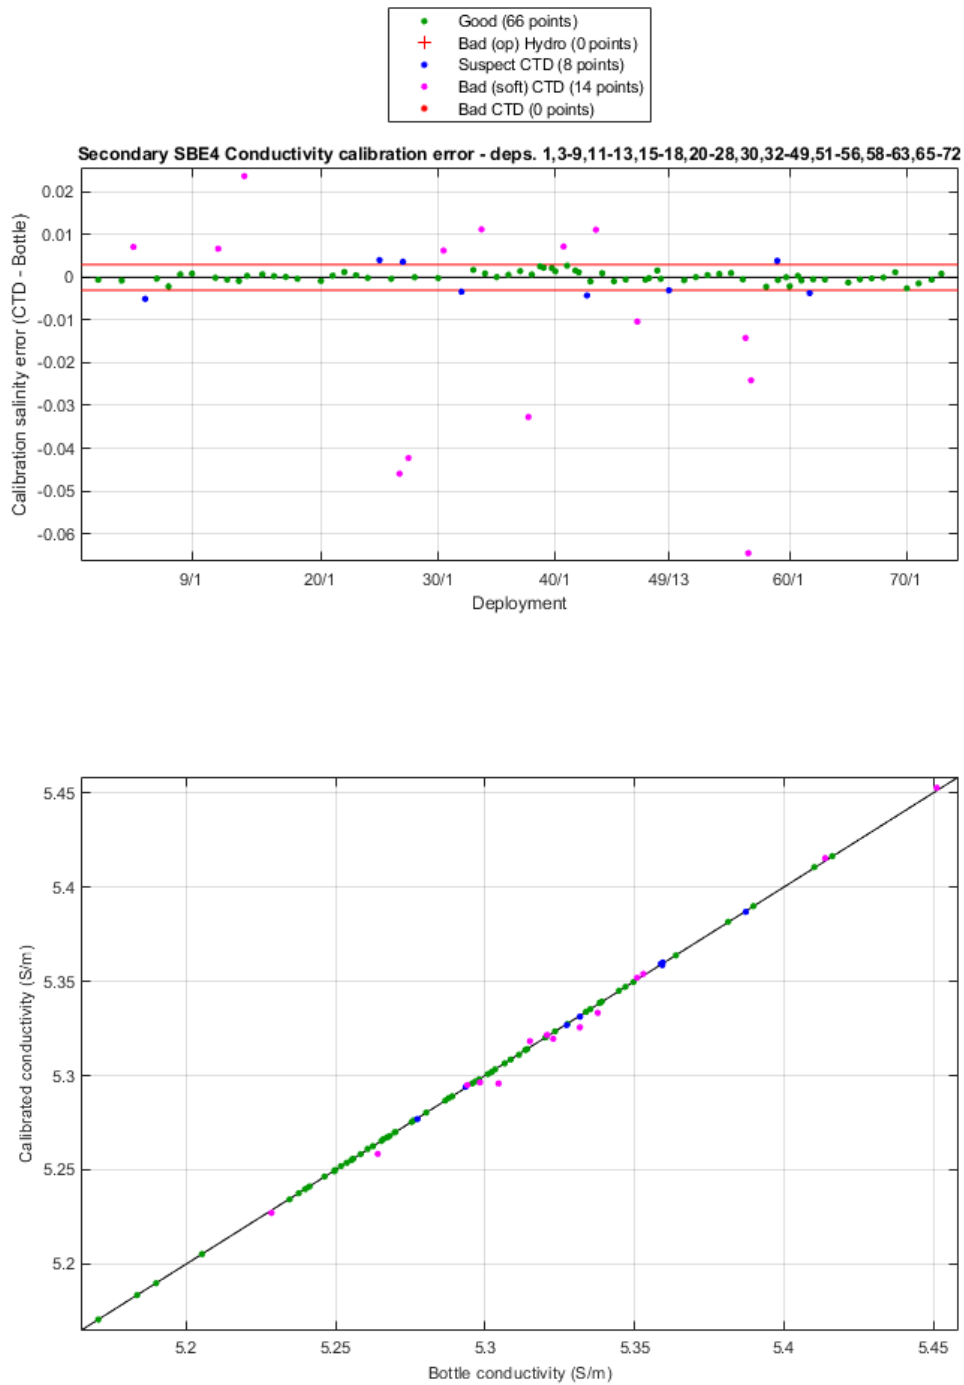 Good (66 points)
Bad (op) Hydro (0 points)
Suspect CTD (8 points)
Bad (soft) CTD (14 points)
Bad CTD (0 points)
Secondary SBE4 Conductivity calibration error - deps. 1,3-9,11-13,15-18,20-28,30,32-49,51-56,58-63,65-72
Calibration salinity error (CTD - Bottle)
0.02
0.01
0
-0.01
-0.02
-0.03
-0.04
-0.05
-0.06
9/1 20/1 30/1 40/1 49/13 60/1 70/1
Deployment
Calibrated conductivity (S/m)
5.45
5.4
5.35
5.3
5.25
5.2
5.2 5.25 5.3 5.35 5.4 5.45
Bottle conductivity (S/m)